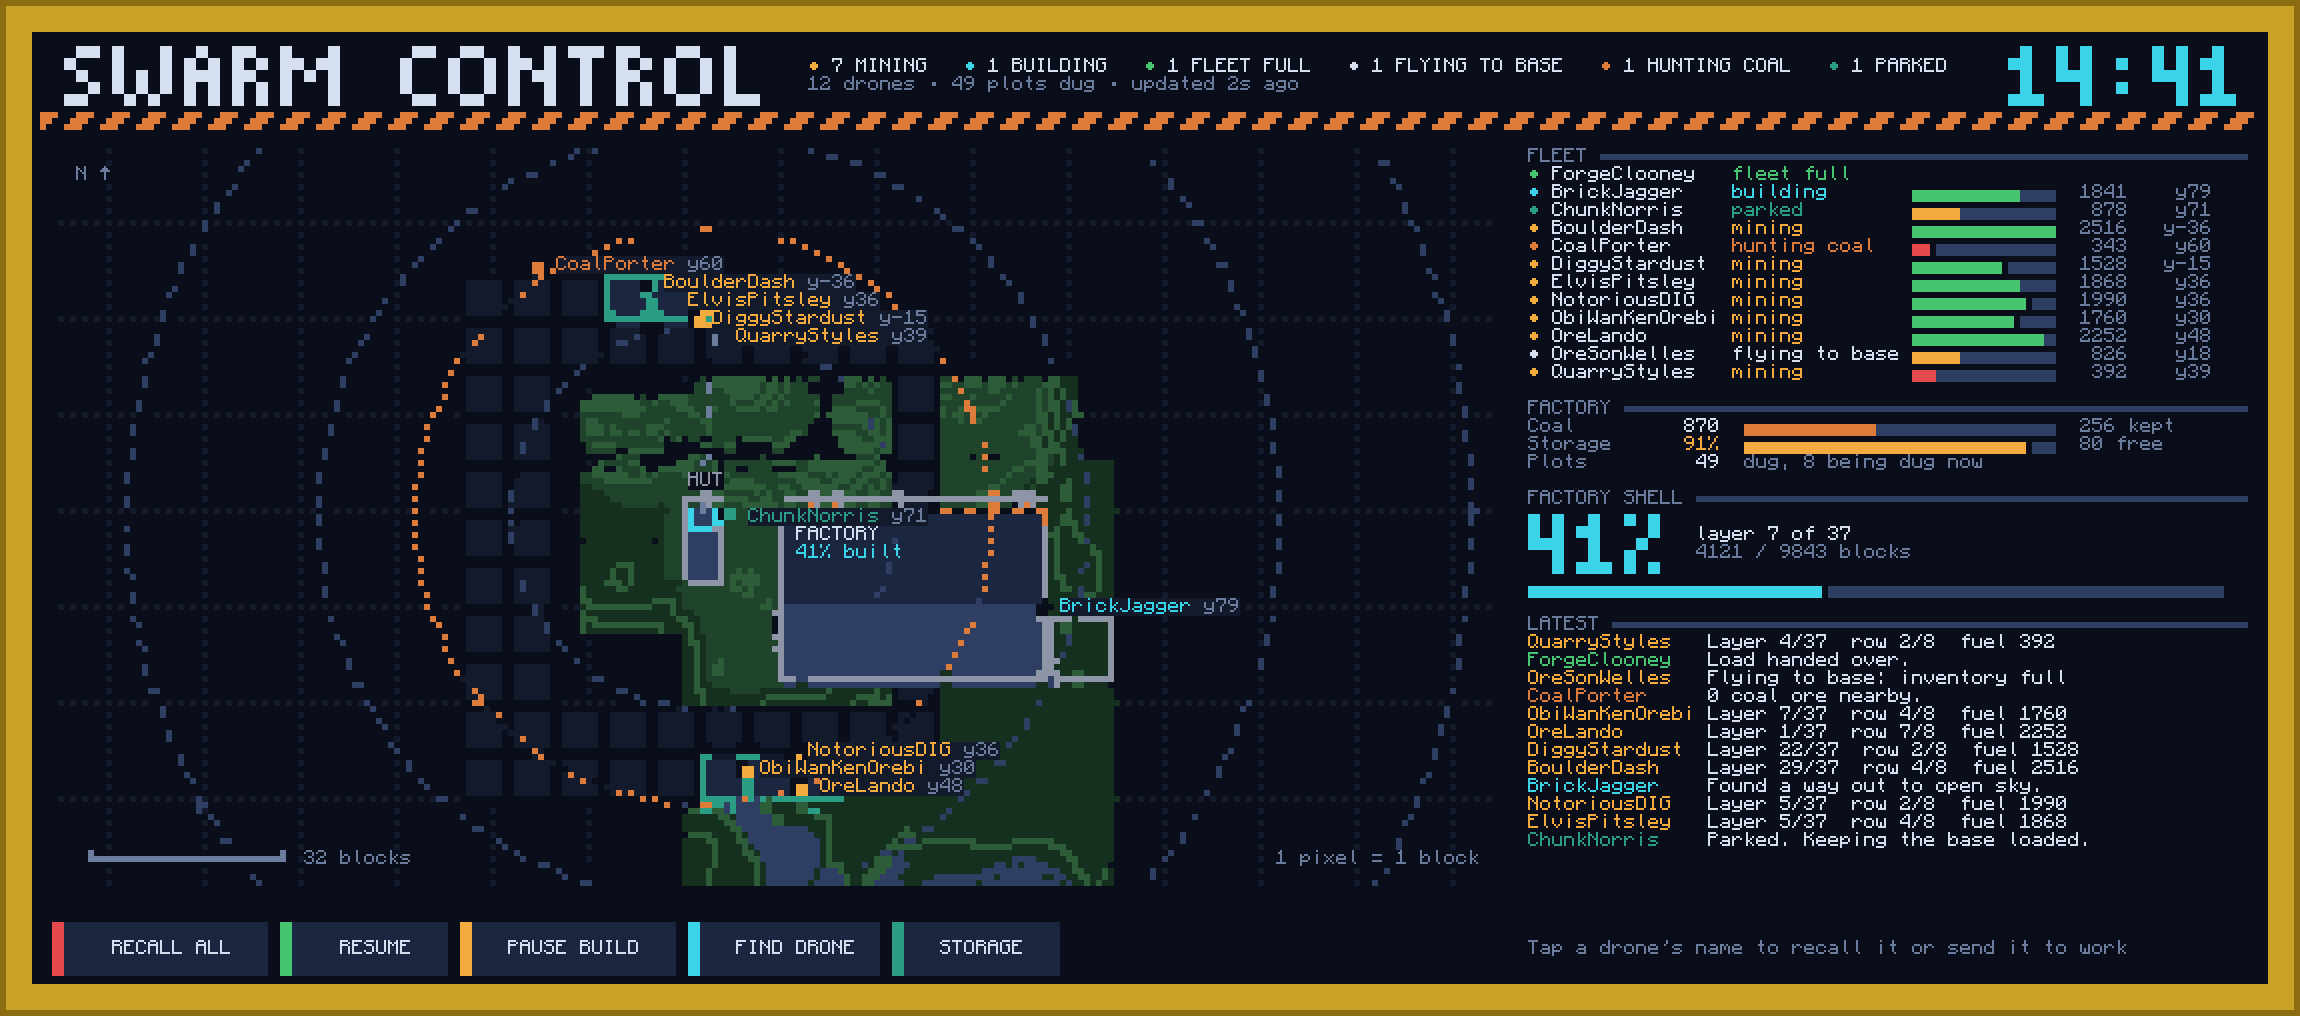 SWARM CONTROL
7 MINING 1 BUILDING 1 FLEET FULL 1 FLYING TO BASE 1 HUNTING COAL 1 PARKED
12 drones · 49 plots dug · updated 2s ago
14:41
N ↑
CoalPorter y60
BoulderDash y-36
ElvisPitsley y36
DiggyStardust y-15
QuarryStyles y39
HUT
ChunkNorris y71
FACTORY
41% built
BrickJagger y79
NotoriousDIG y36
ObiWanKenOrebi y30
OreLando y48
32 blocks
1 pixel = 1 block
FLEET
ForgeClooney fleet full
BrickJagger building 1841 y79
ChunkNorris parked 878 y71
BoulderDash mining 2516 y-36
CoalPorter hunting coal 343 y60
DiggyStardust mining 1528 y-15
ElvisPitsley mining 1868 y36
NotoriousDIG mining 1990 y36
ObiWanKenOrebi mining 1760 y30
OreLando mining 2252 y48
OreSonWelles flying to base 826 y18
QuarryStyles mining 392 y39
FACTORY
Coal 870 256 kept
Storage 91% 80 free
Plots 49 dug, 8 being dug now
FACTORY SHELL
41%
layer 7 of 37
4121 / 9843 blocks
LATEST
QuarryStyles Layer 4/37 row 2/8 fuel 392
ForgeClooney Load handed over.
OreSonWelles Flying to base: inventory full
CoalPorter 0 coal ore nearby.
ObiWanKenOrebi Layer 7/37 row 4/8 fuel 1760
OreLando Layer 1/37 row 7/8 fuel 2252
DiggyStardust Layer 22/37 row 2/8 fuel 1528
BoulderDash Layer 29/37 row 4/8 fuel 2516
BrickJagger Found a way out to open sky.
NotoriousDIG Layer 5/37 row 2/8 fuel 1990
ElvisPitsley Layer 5/37 row 4/8 fuel 1868
ChunkNorris Parked. Keeping the base loaded.
RECALL ALL RESUME PAUSE BUILD FIND DRONE STORAGE
Tap a drone's name to recall it or send it to work